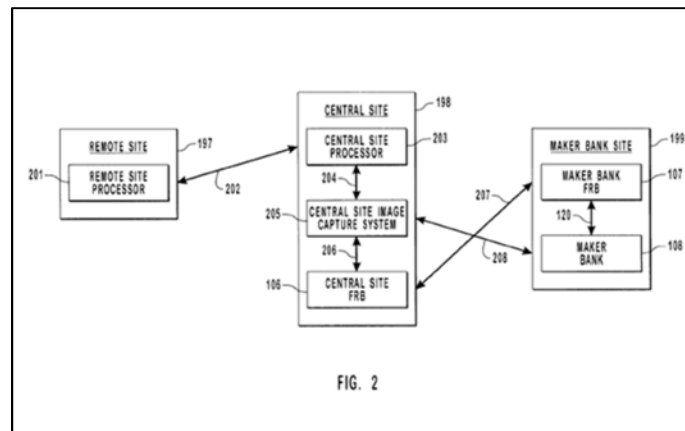 REMOTE SITE
197
201
REMOTE SITE
PROCESSOR
202
CENTRAL SITE
198
CENTRAL SITE
PROCESSOR
203
204
205
CENTRAL SITE IMAGE
CAPTURE SYSTEM
206
106
CENTRAL SITE
FRB
207
208
MAKER BANK SITE
199
MAKER BANK
FRB
107
120
MAKER
BANK
108
FIG. 2